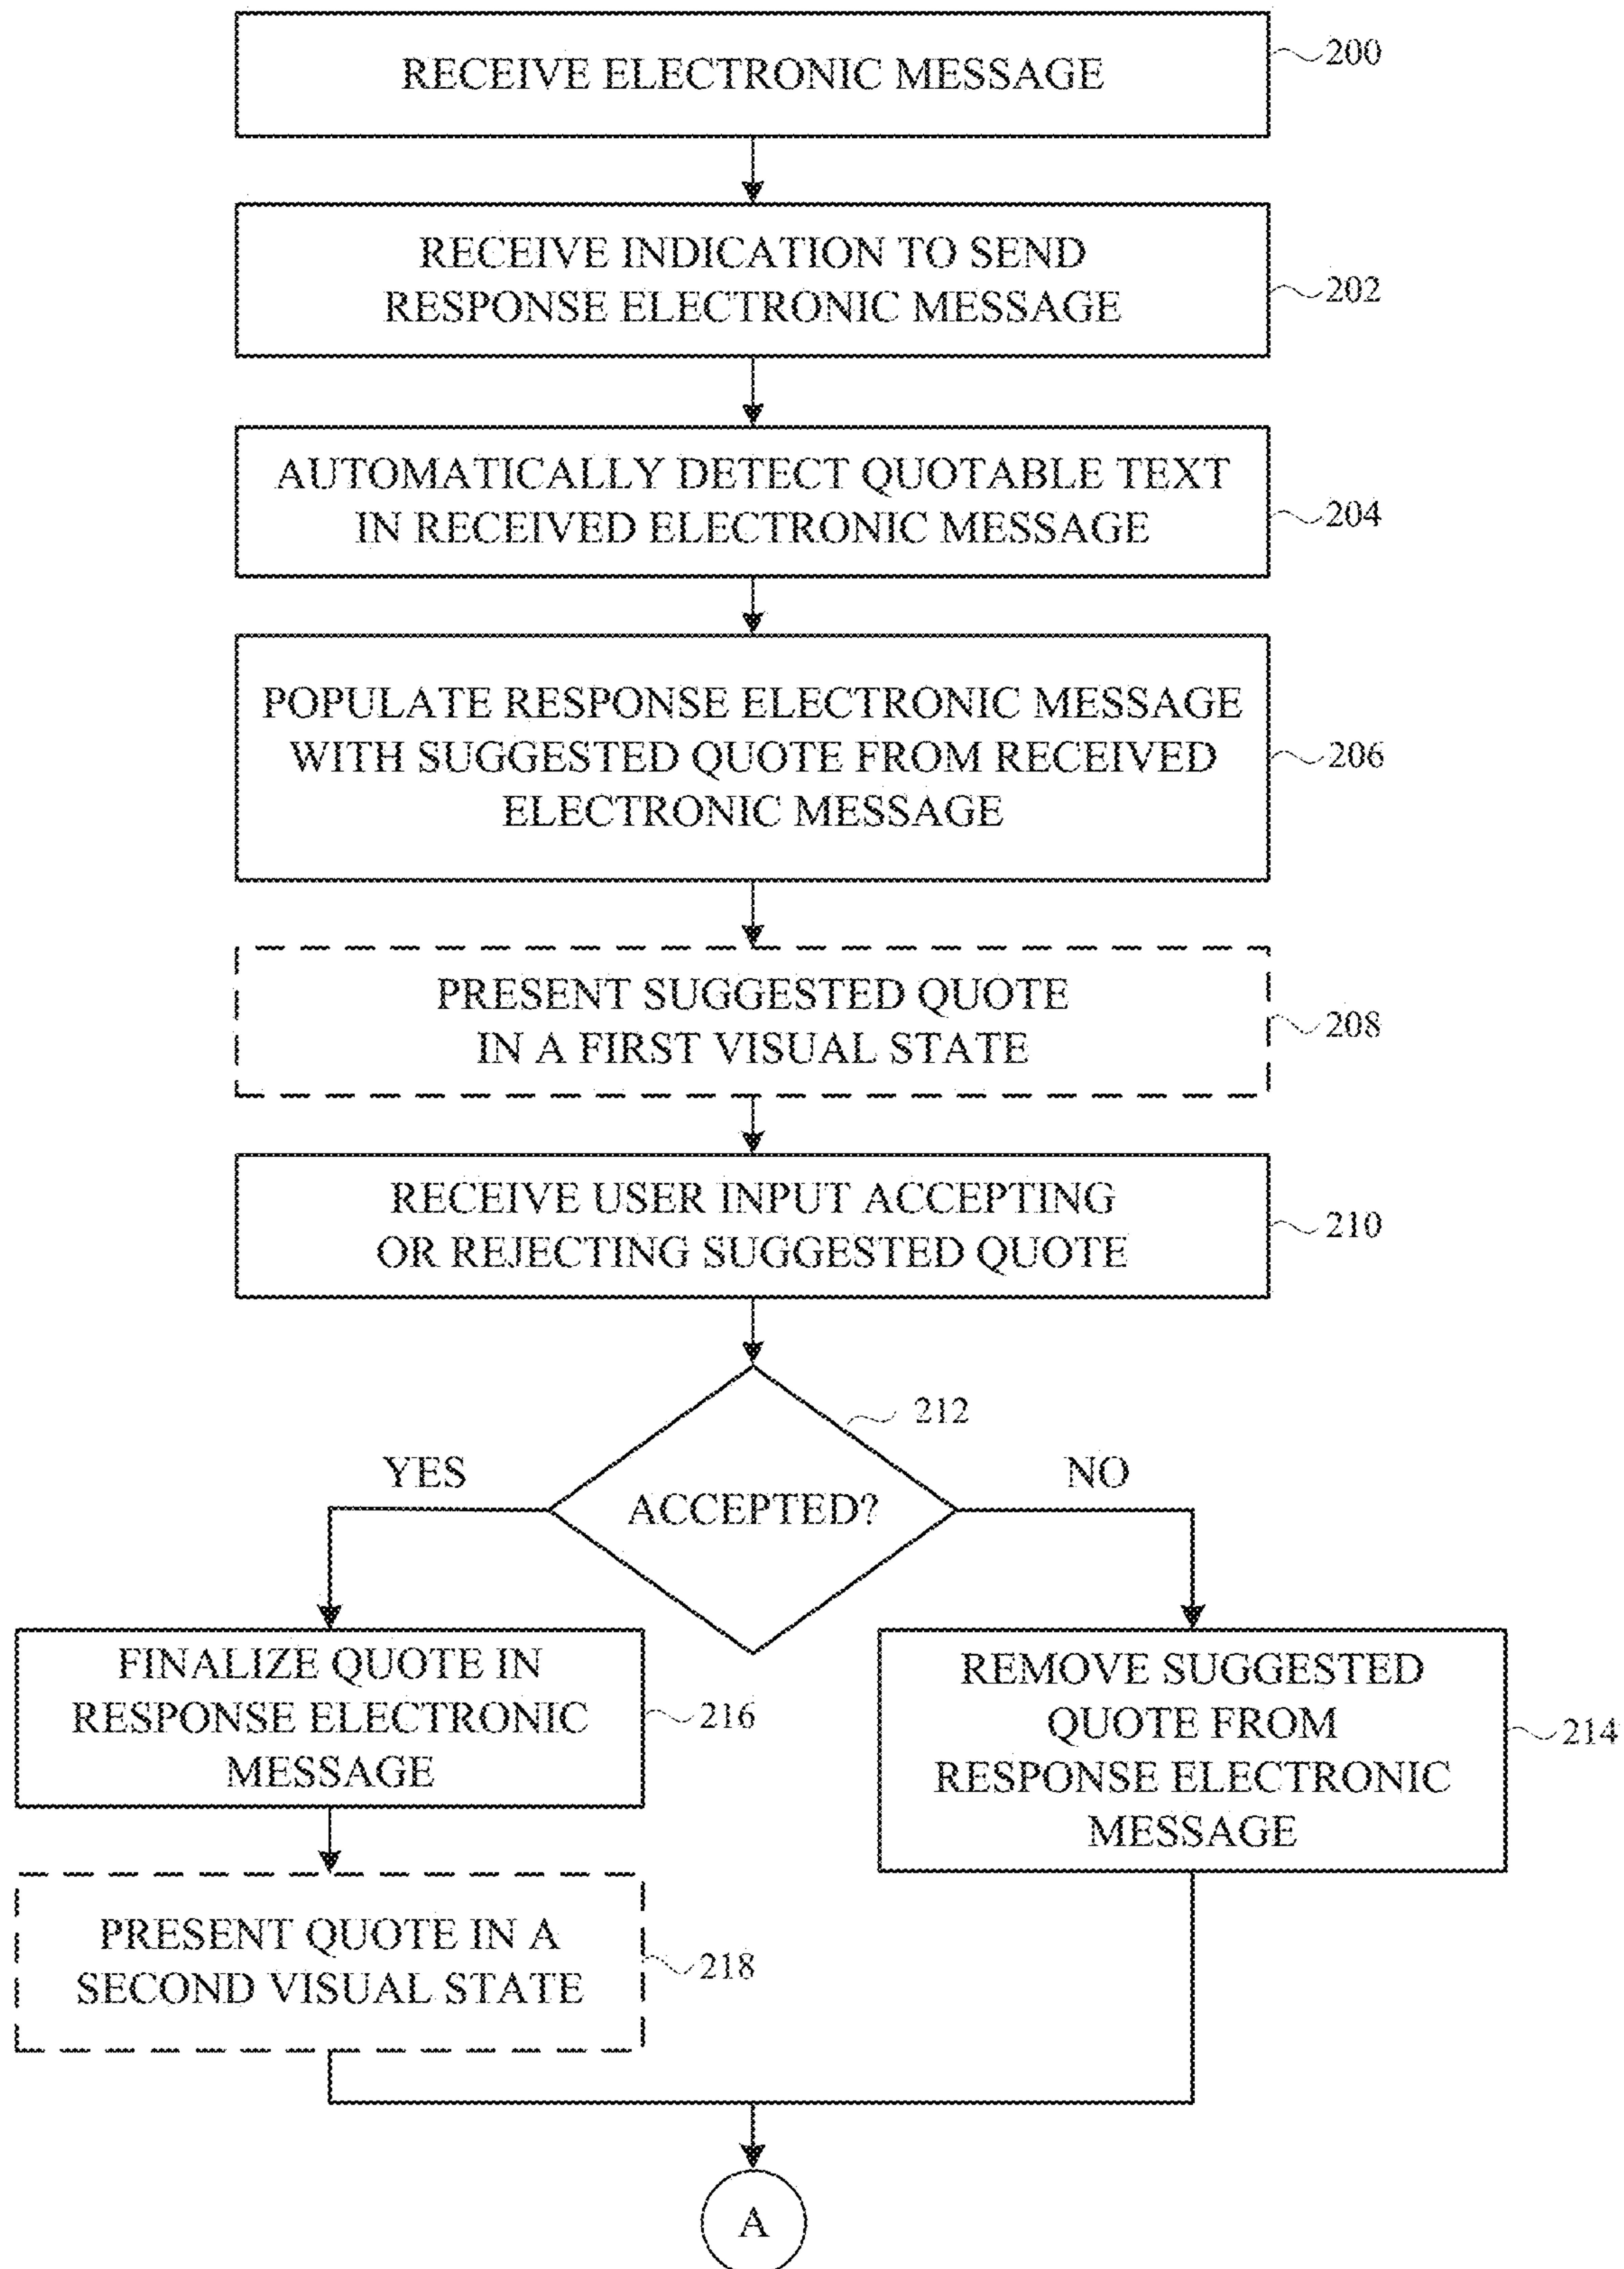 RECEIVE ELECTRONIC MESSAGE
200
RECEIVE INDICATION TO SEND
RESPONSE ELECTRONIC MESSAGE
202
AUTOMATICALLY DETECT QUOTABLE TEXT
IN RECEIVED ELECTRONIC MESSAGE
204
POPULATE RESPONSE ELECTRONIC MESSAGE
WITH SUGGESTED QUOTE FROM RECEIVED
ELECTRONIC MESSAGE
206
PRESENT SUGGESTED QUOTE
IN A FIRST VISUAL STATE
208
RECEIVE USER INPUT ACCEPTING
OR REJECTING SUGGESTED QUOTE
210
212
YES
NO
ACCEPTED?
FINALIZE QUOTE IN
RESPONSE ELECTRONIC
MESSAGE
216
REMOVE SUGGESTED
QUOTE FROM
RESPONSE ELECTRONIC
MESSAGE
214
PRESENT QUOTE IN A
SECOND VISUAL STATE
218
A